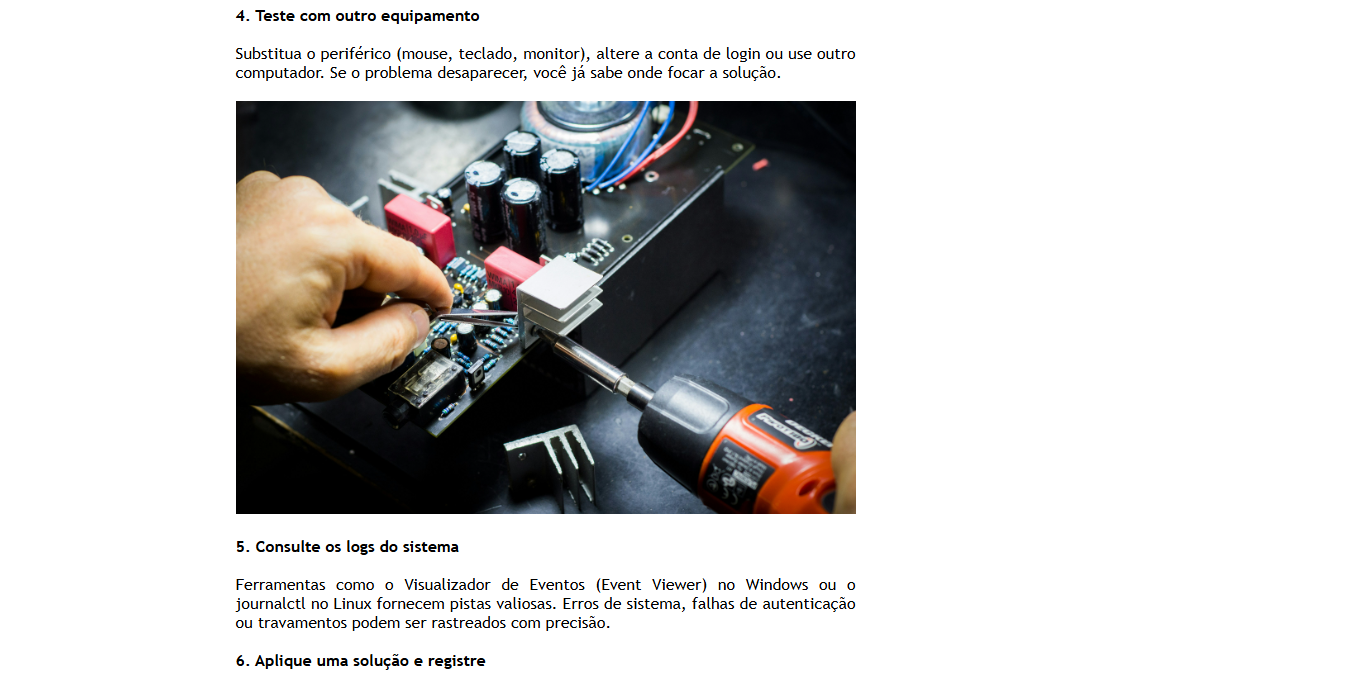 4. Teste com outro equipamento
Substitua o periférico (mouse, teclado, monitor), altere a conta de login ou use outro
computador. Se o problema desaparecer, você já sabe onde focar a solução.
5. Consulte os logs do sistema
Ferramentas como o Visualizador de Eventos (Event Viewer) no Windows ou o
journalctl no Linux fornecem pistas valiosas. Erros de sistema, falhas de autenticação
ou travamentos podem ser rastreados com precisão.
6. Aplique uma solução e registre